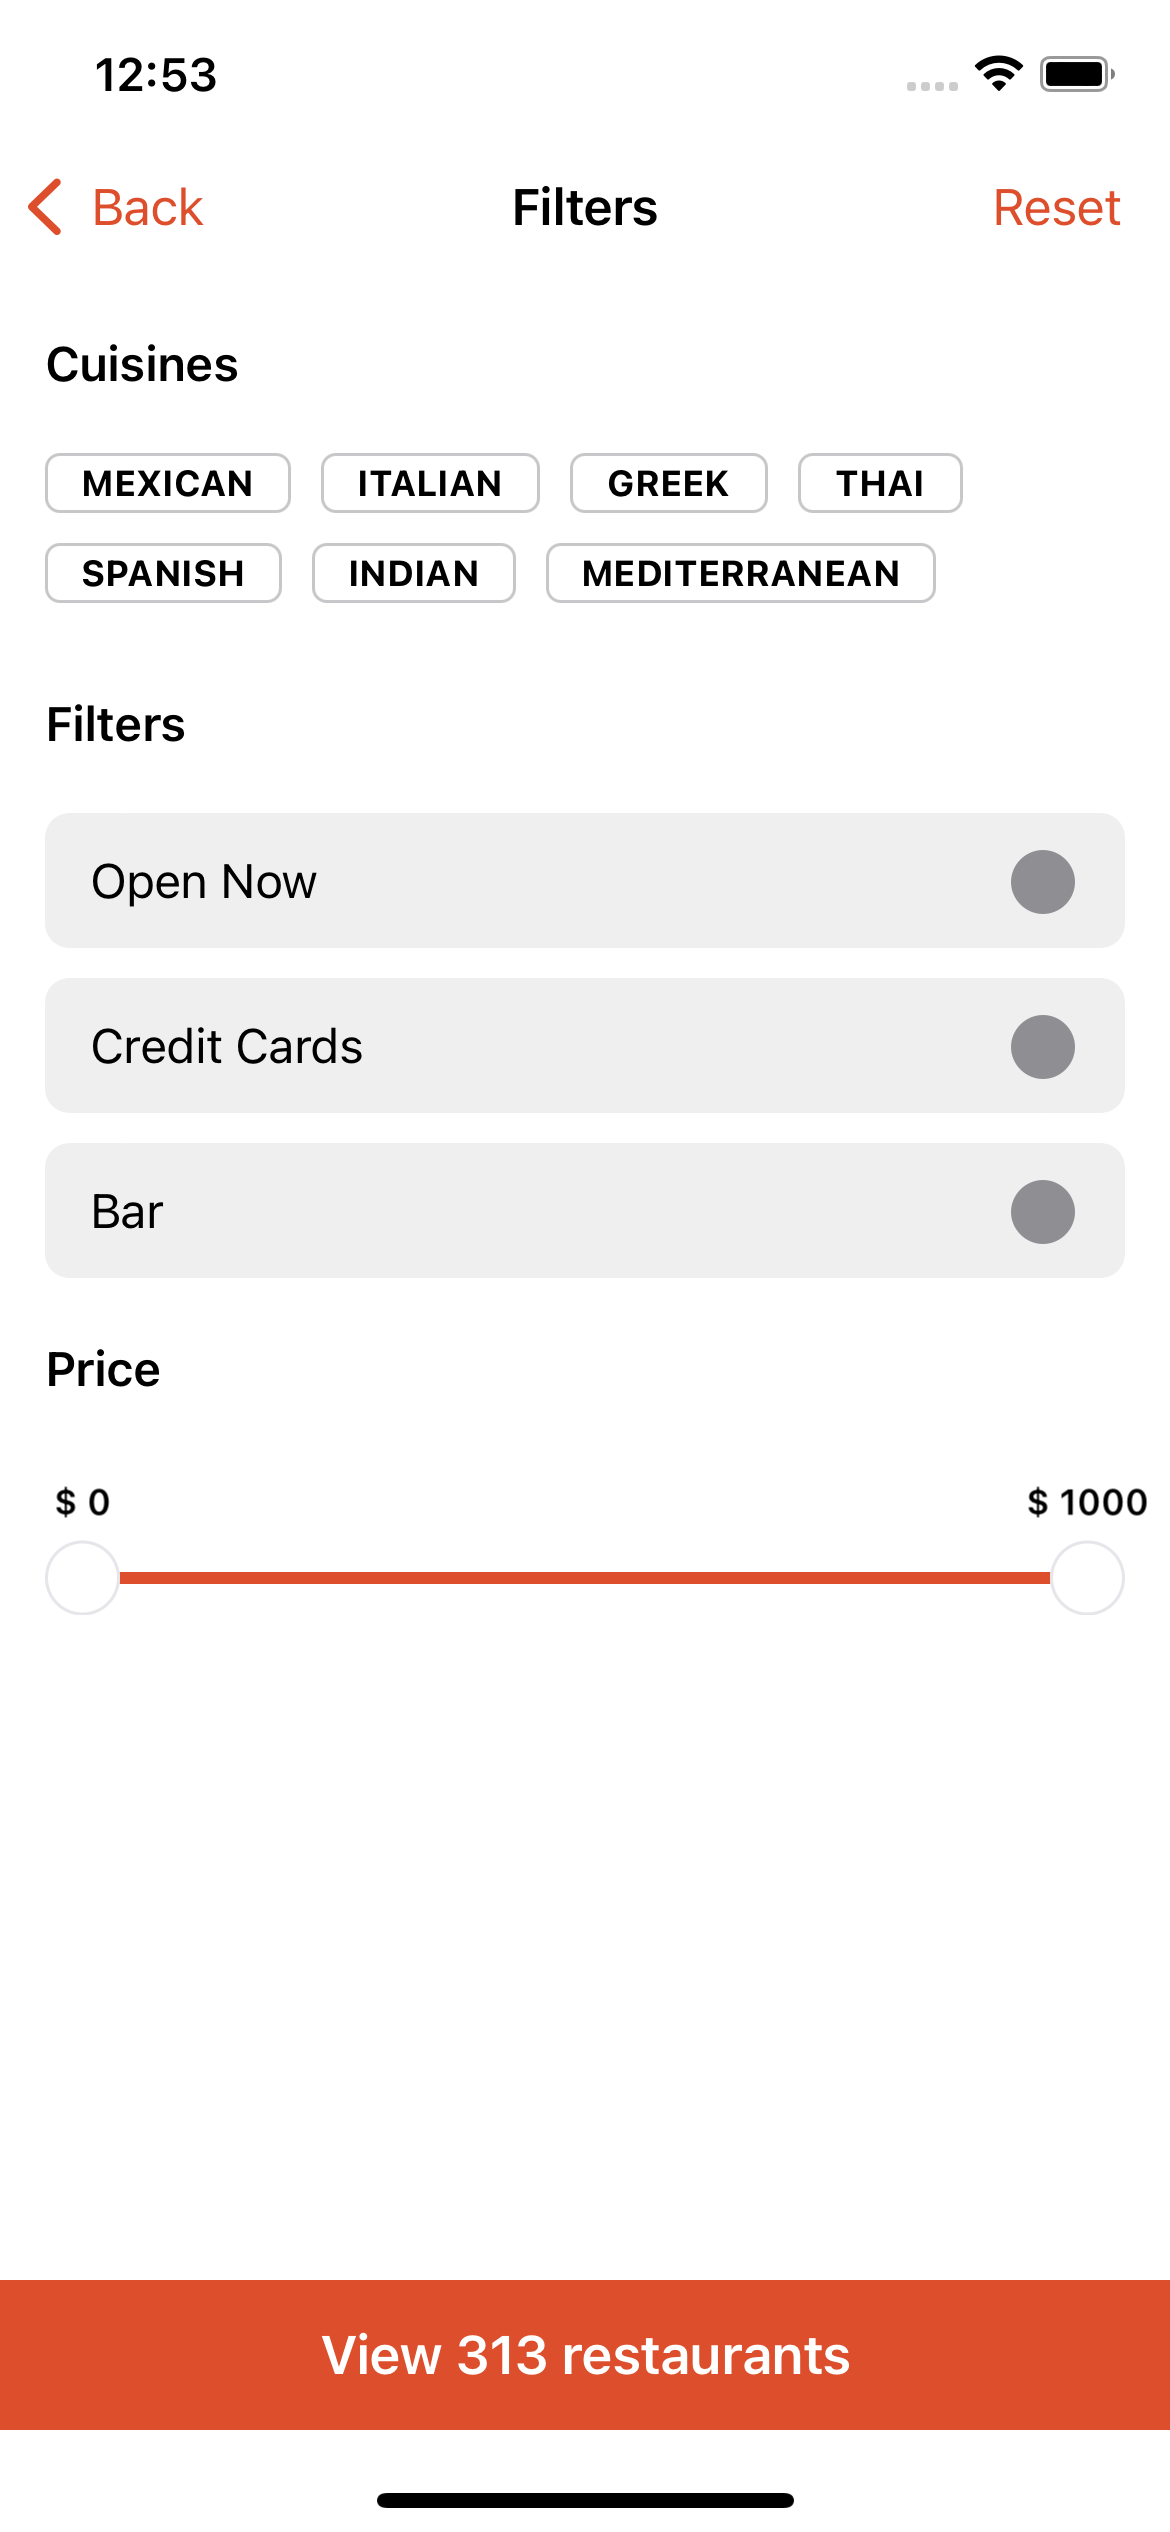 12:53
Back Filters Reset
Cuisines
MEXICAN ITALIAN GREEK THAI
SPANISH INDIAN MEDITERRANEAN
Filters
Open Now
Credit Cards
Bar
Price
$ 0 $ 1000
View 313 restaurants